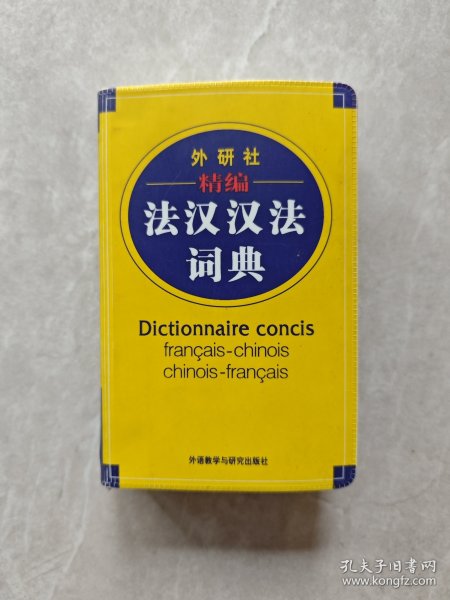 外研社
精编
法汉汉法
词典
Dictionnaire concis
français-chinois
chinois-français
外语教学与研究出版社
孔夫子旧书网
www.kongfz.com